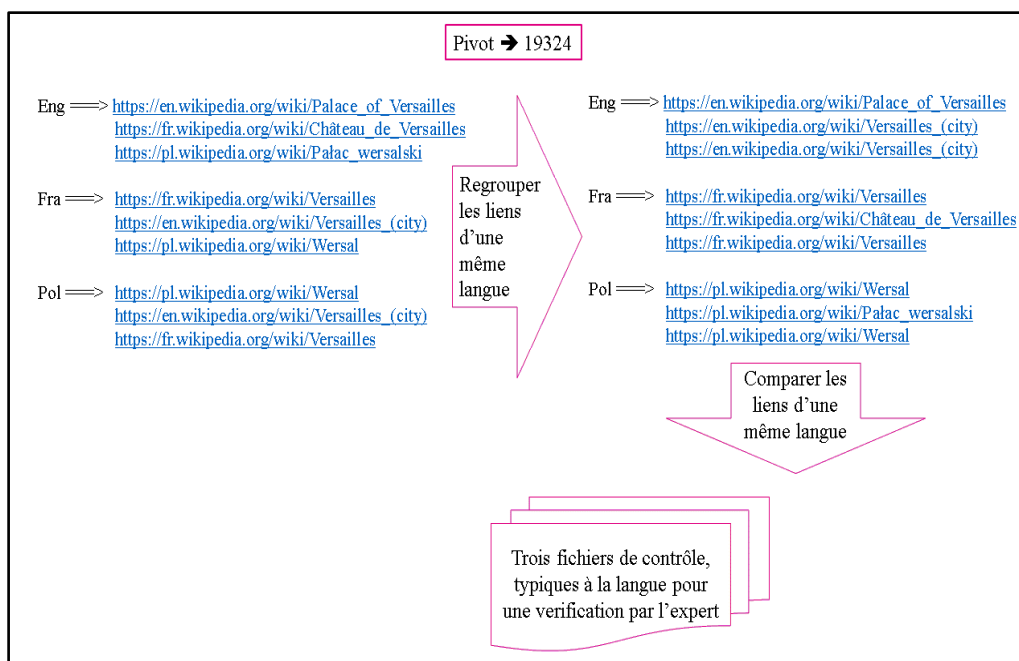 Pivot ➔ 19324
Eng ==> https://en.wikipedia.org/wiki/Palace_of_Versailles
https://fr.wikipedia.org/wiki/Château_de_Versailles
https://pl.wikipedia.org/wiki/Pałac_wersalski
Fra ==> https://fr.wikipedia.org/wiki/Versailles
https://en.wikipedia.org/wiki/Versailles_(city)
https://pl.wikipedia.org/wiki/Wersal
Pol ==> https://pl.wikipedia.org/wiki/Wersal
https://en.wikipedia.org/wiki/Versailles_(city)
https://fr.wikipedia.org/wiki/Versailles
Regrouper
les liens
d’une
même
langue
Eng ==> https://en.wikipedia.org/wiki/Palace_of_Versailles
https://en.wikipedia.org/wiki/Versailles_(city)
https://en.wikipedia.org/wiki/Versailles_(city)
Fra ==> https://fr.wikipedia.org/wiki/Versailles
https://fr.wikipedia.org/wiki/Château_de_Versailles
https://fr.wikipedia.org/wiki/Versailles
Pol ==> https://pl.wikipedia.org/wiki/Wersal
https://pl.wikipedia.org/wiki/Pałac_wersalski
https://pl.wikipedia.org/wiki/Wersal
Comparer les
liens d’une
même langue
Trois fichiers de contrôle,
typiques à la langue pour
une verification par l’expert